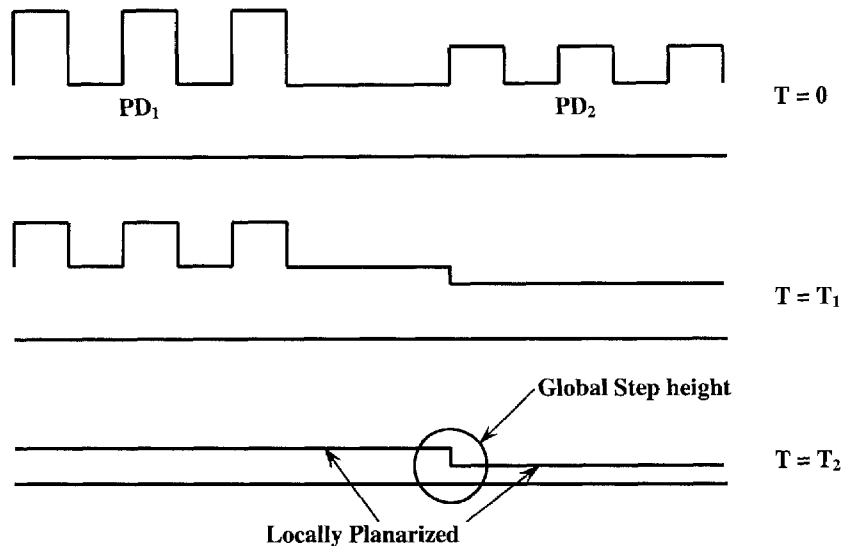 PD₁
PD₂
T = 0
T = T₁
Global Step height
T = T₂
Locally Planarized